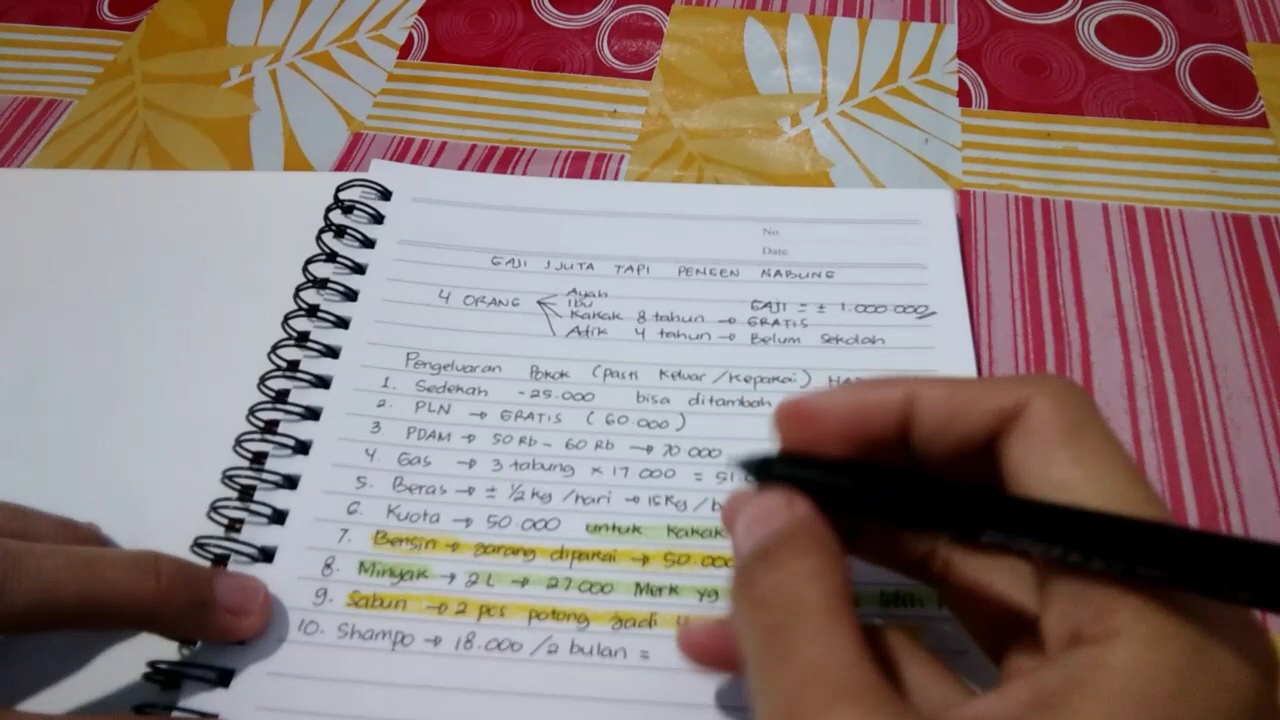 No.
Date.
GAJI 1 JUTA TAPI PENGEN NABUNG
4 ORANG
Ayah
Ibu
GAJI = ± 1.000.000
Kakak 8 tahun → GRATIS
Adik 4 tahun → Belum Sekolah
Pengeluaran Pokok (pasti keluar/kepakai)
1. Sedekah - 25.000 bisa ditambah
2. PLN → GRATIS (60.000)
3 PDAM → 50 Rb - 60 Rb → 70 000
4. Gas → 3 tabung × 17 000 =
5. Beras → ± 1/2 kg /hari → 15Kg /
6. Kuota → 50.000 untuk kakak
7. Bensin → jarang dipakai → 50.000
8. Minyak → 2 L → 27.000 Merk yg
9. Sabun → 2 pcs potong jadi 4
10. Shampo → 18.000 /2 bulan =